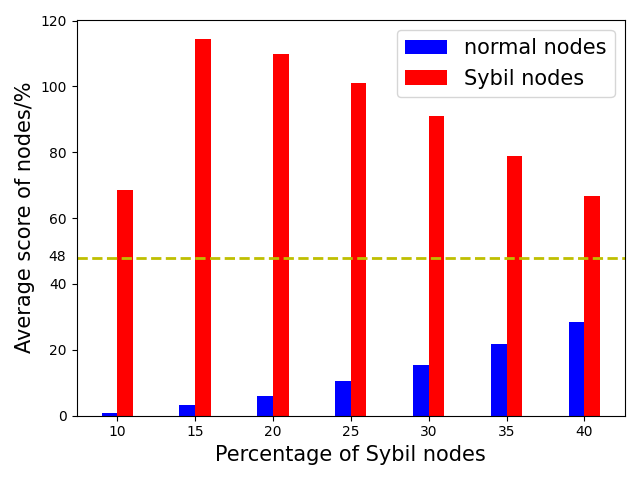 120
100
80
60
48
40
20
0
Average score of nodes/%
normal nodes
Sybil nodes
10 15 20 25 30 35 40
Percentage of Sybil nodes